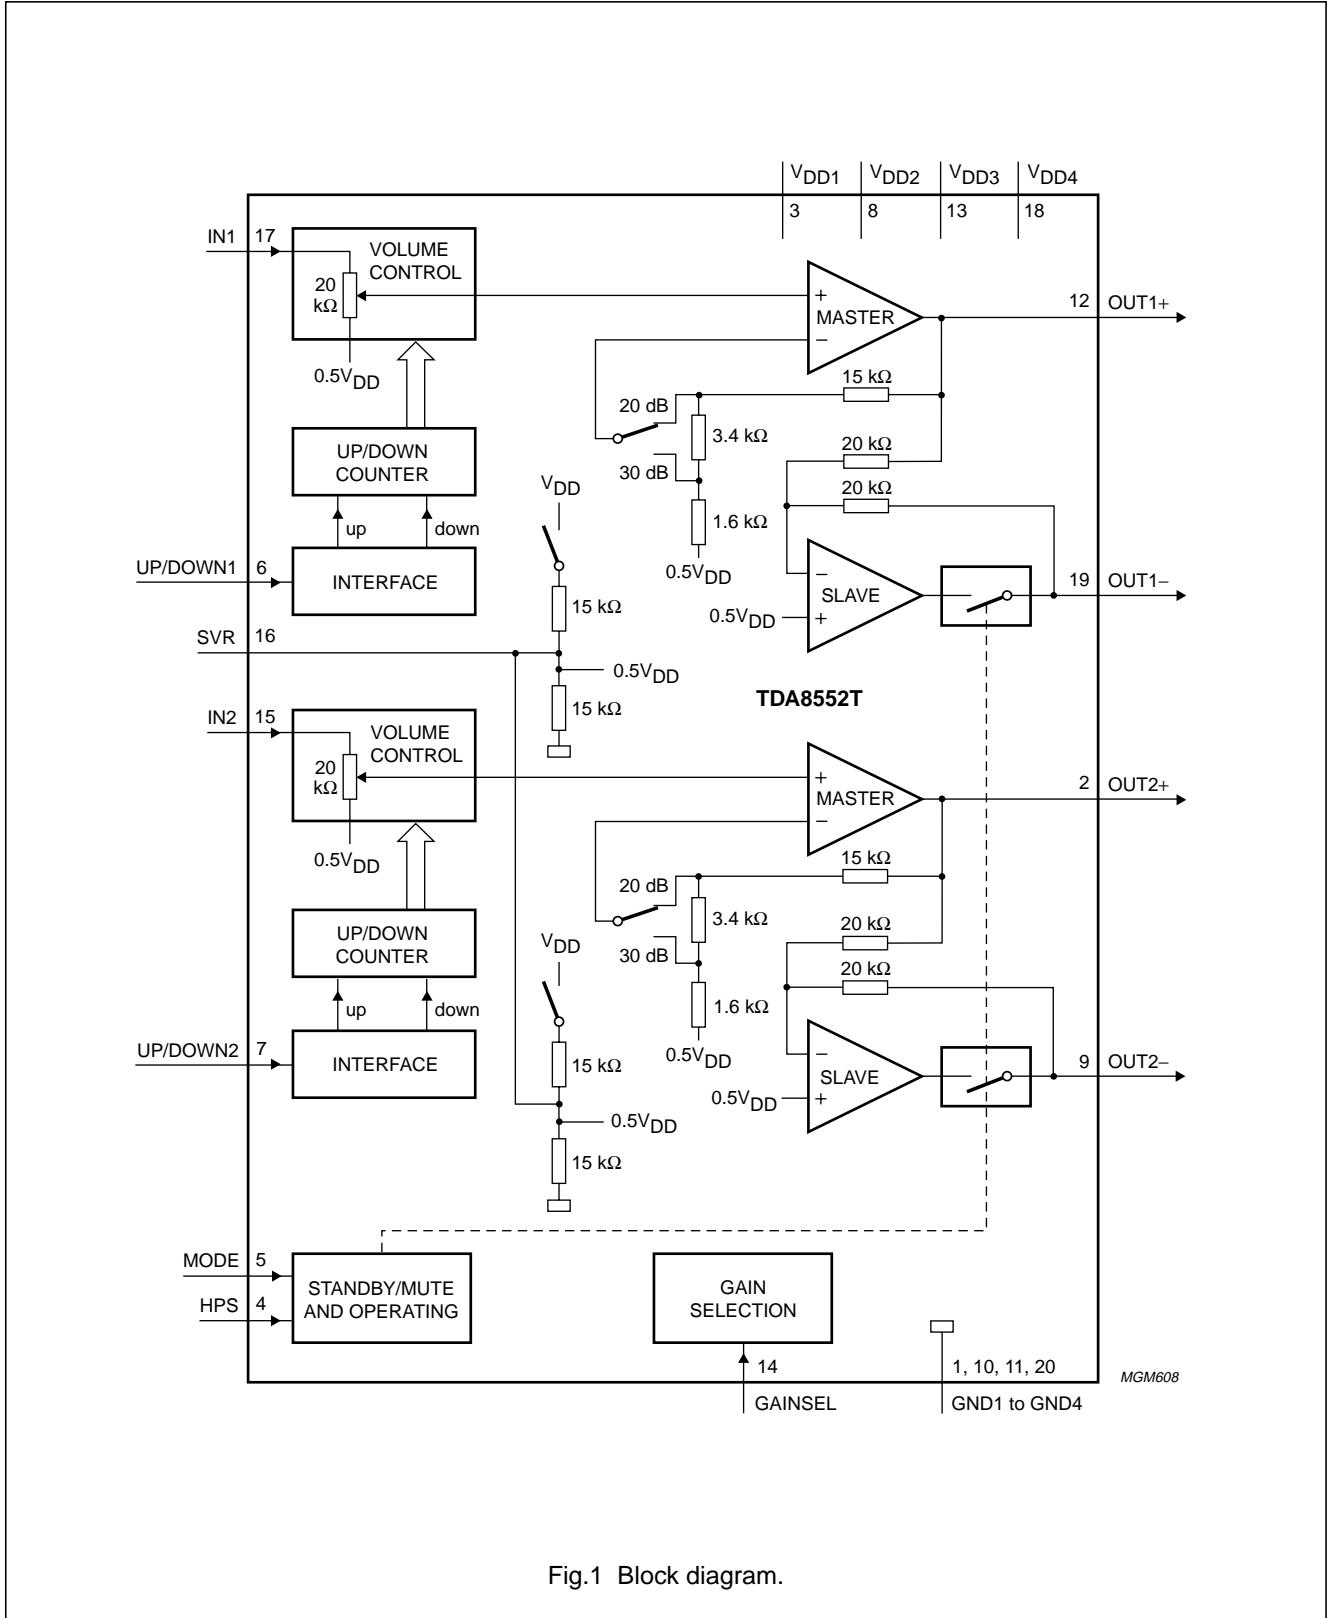 VDD1 VDD2 VDD3 VDD4
3 8 13 18
IN1 17
VOLUME
CONTROL
20
kΩ
0.5VDD
+
MASTER
−
12 OUT1+
15 kΩ
20 dB
3.4 kΩ
30 dB
20 kΩ
20 kΩ
1.6 kΩ
0.5VDD
UP/DOWN
COUNTER
up down
UP/DOWN1 6
INTERFACE
VDD
15 kΩ
−
SLAVE
0.5VDD
+
19 OUT1−
SVR 16
0.5VDD
15 kΩ
TDA8552T
IN2 15
VOLUME
CONTROL
20
kΩ
0.5VDD
+
MASTER
−
2 OUT2+
15 kΩ
20 dB
3.4 kΩ
30 dB
20 kΩ
20 kΩ
1.6 kΩ
0.5VDD
UP/DOWN
COUNTER
up down
UP/DOWN2 7
INTERFACE
VDD
15 kΩ
−
SLAVE
0.5VDD
+
9 OUT2−
0.5VDD
15 kΩ
MODE 5
HPS 4
STANDBY/MUTE
AND OPERATING
GAIN
SELECTION
14
GAINSEL
1, 10, 11, 20
GND1 to GND4
MGM608
Fig.1 Block diagram.